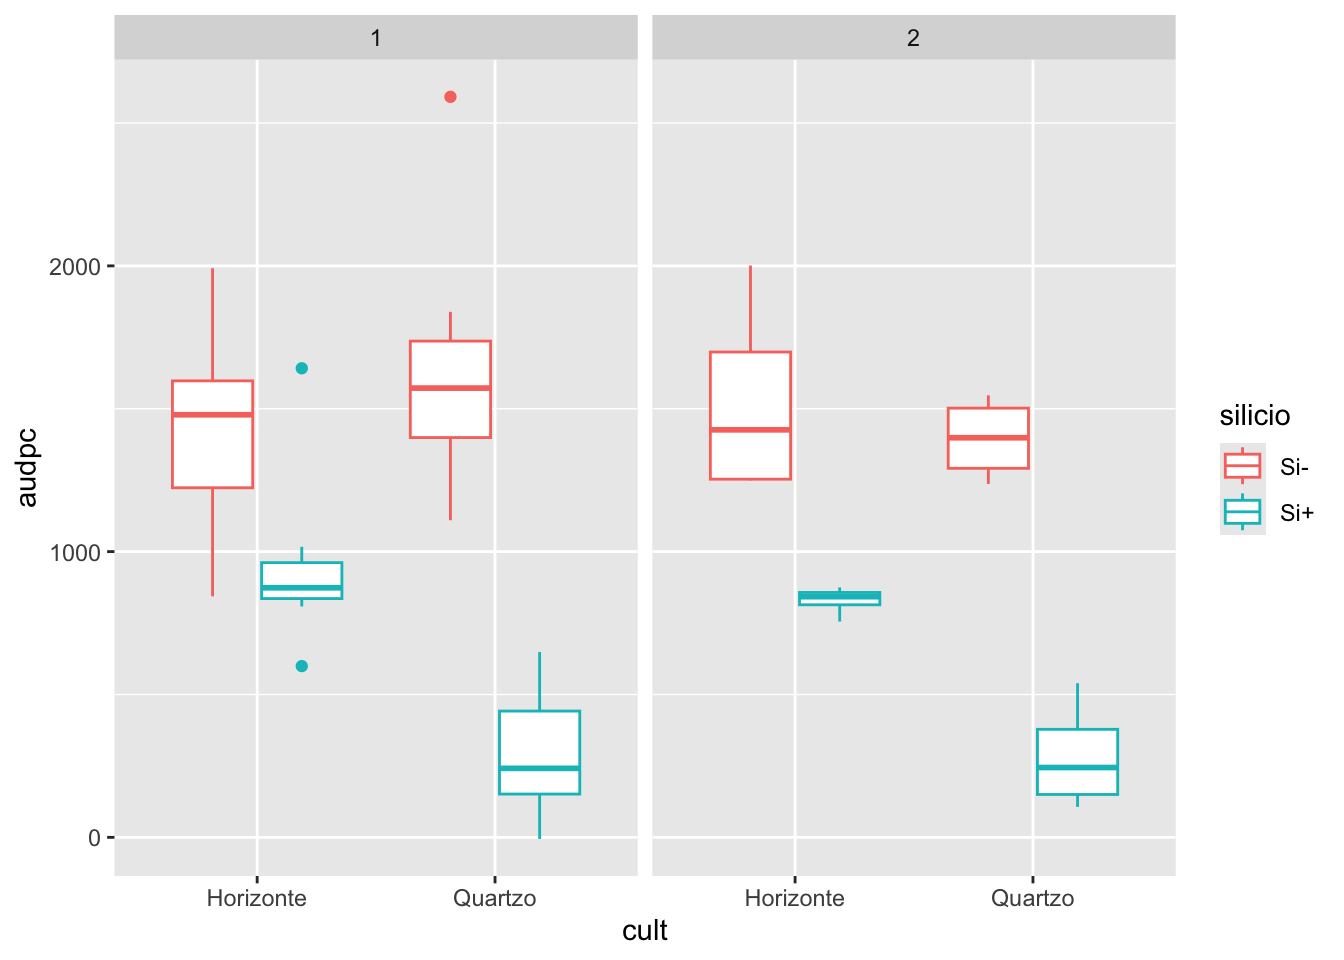 1
2
2000
1000
0
audpc
Horizonte
Quartzo
Horizonte
Quartzo
cult
silicio
Si-
Si+